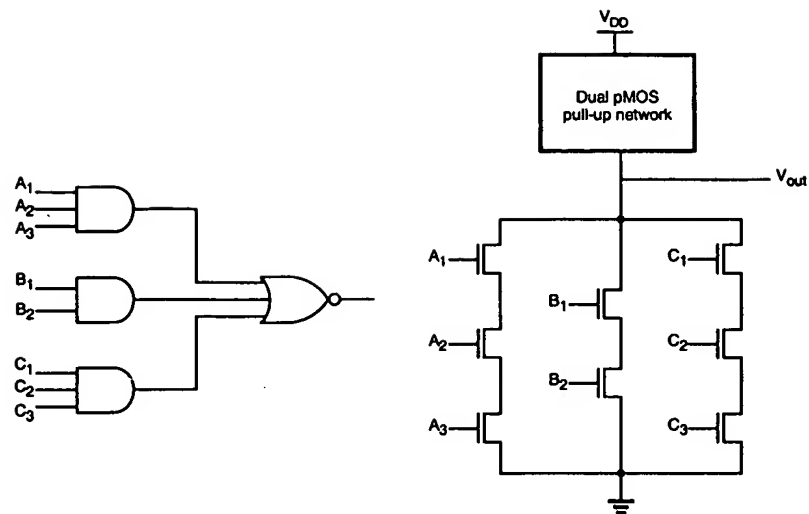 A1
A2
A3
B1
B2
C1
C2
C3
VDD
Dual pMOS
pull-up network
Vout
A1
A2
A3
B1
B2
C1
C2
C3